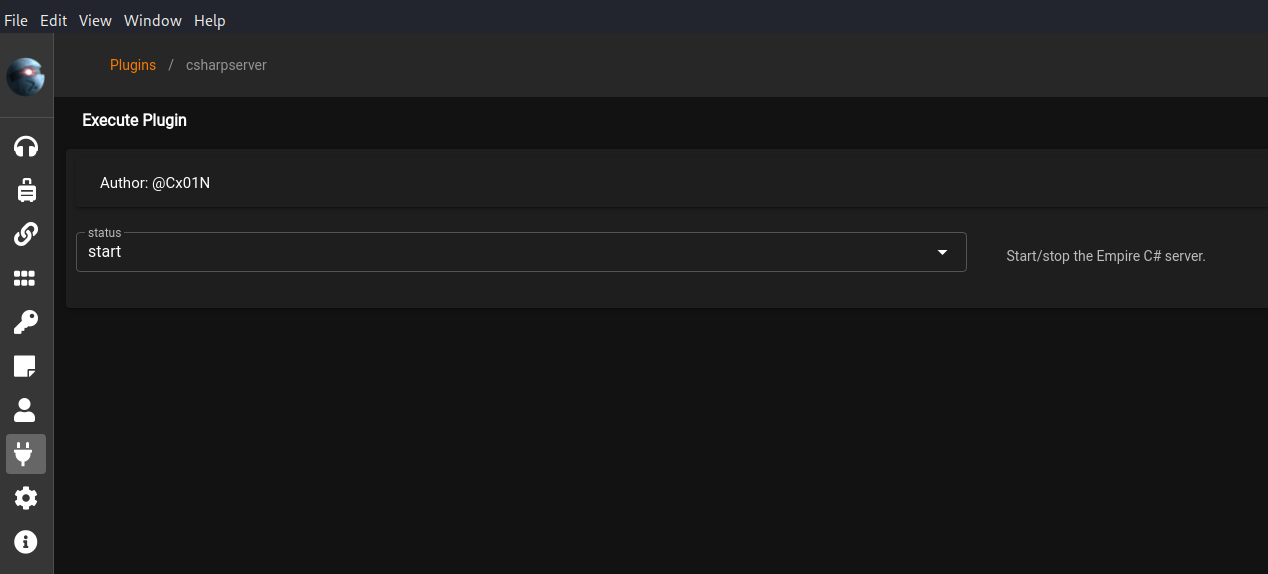 File Edit View Window Help
Plugins / csharpserver
Execute Plugin
Author: @Cx01N
status
start
Start/stop the Empire C# server.